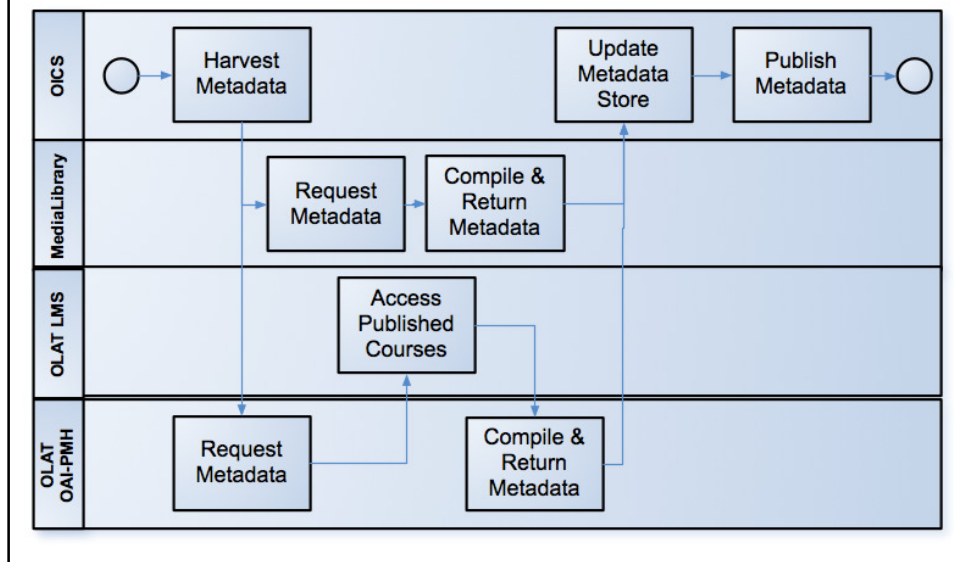 OICS
Harvest
Metadata
Update
Metadata
Store
Publish
Metadata
MediaLibrary
Request
Metadata
Compile &
Return
Metadata
OLAT LMS
Access
Published
Courses
OLAT
OAI-PMH
Request
Metadata
Compile &
Return
Metadata